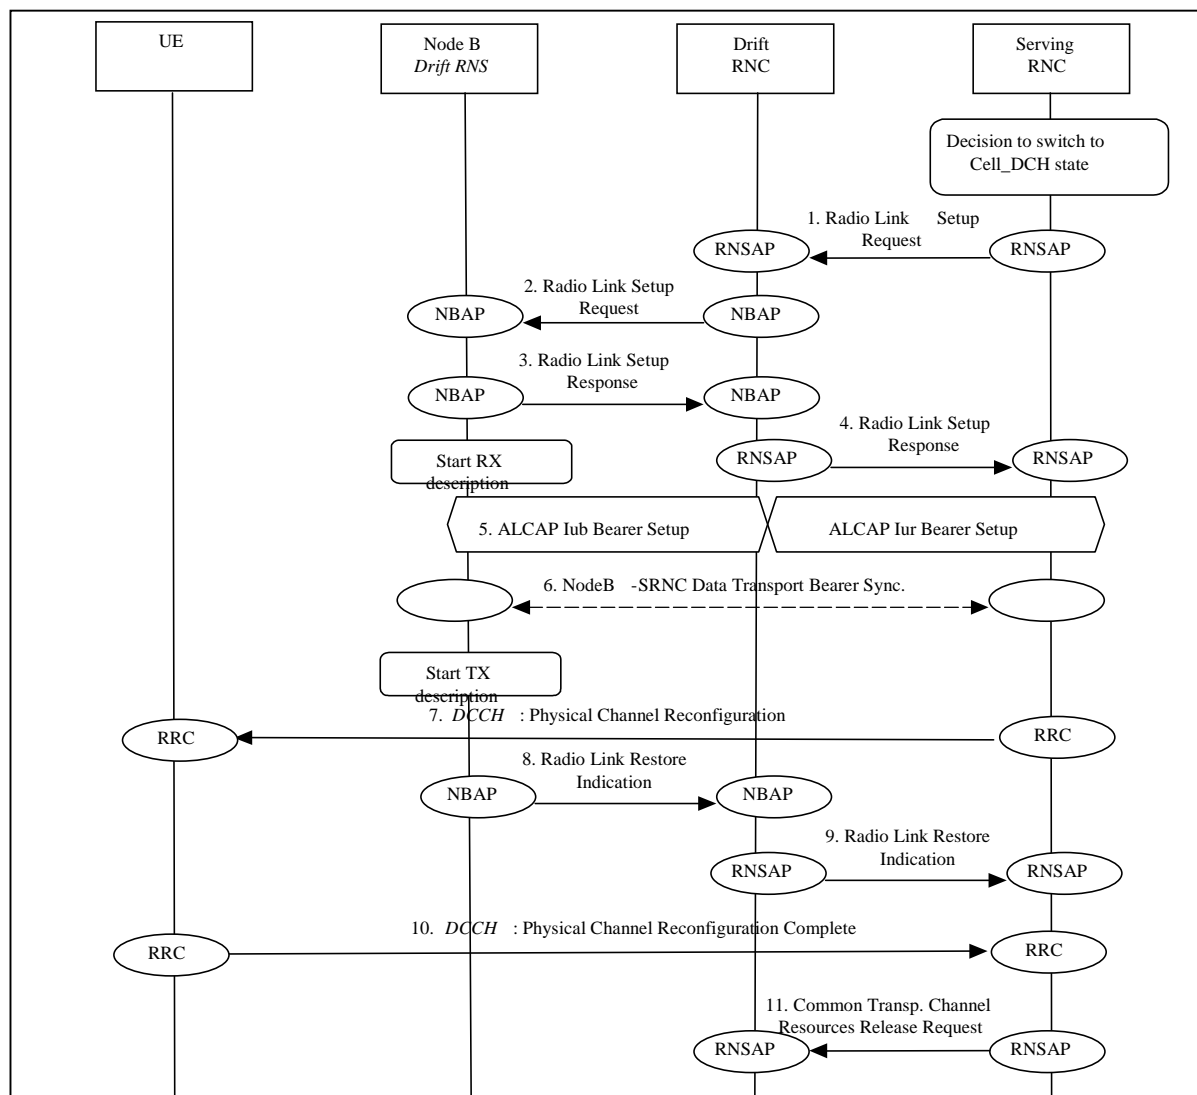 UE
Node B
Drift RNS
Drift
RNC
Serving
RNC
Decision to switch to
Cell_DCH state
1. Radio Link Setup
Request
RNSAP
RNSAP
2. Radio Link Setup
Request
NBAP
NBAP
3. Radio Link Setup
Response
NBAP
NBAP
4. Radio Link Setup
Response
RNSAP
RNSAP
Start RX
description
5. ALCAP Iub Bearer Setup
ALCAP Iur Bearer Setup
6. NodeB -SRNC Data Transport Bearer Sync.
Start TX
description
7. DCCH : Physical Channel Reconfiguration
RRC
RRC
8. Radio Link Restore
Indication
NBAP
NBAP
9. Radio Link Restore
Indication
RNSAP
RNSAP
10. DCCH : Physical Channel Reconfiguration Complete
RRC
RRC
11. Common Transp. Channel
Resources Release Request
RNSAP
RNSAP